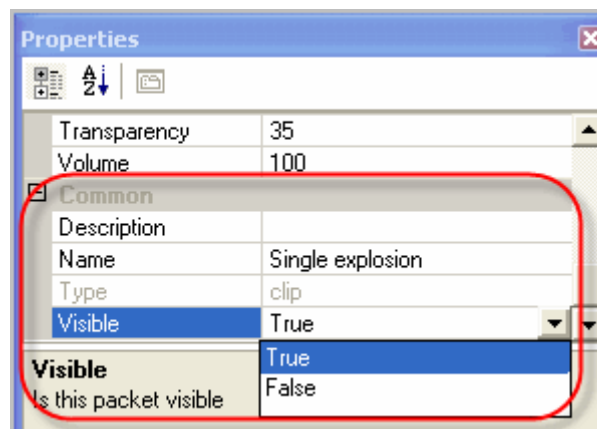 Properties
Transparency 35
Volume 100
Common
Description
Name Single explosion
Type clip
Visible True
True
False
Visible
Is this packet visible